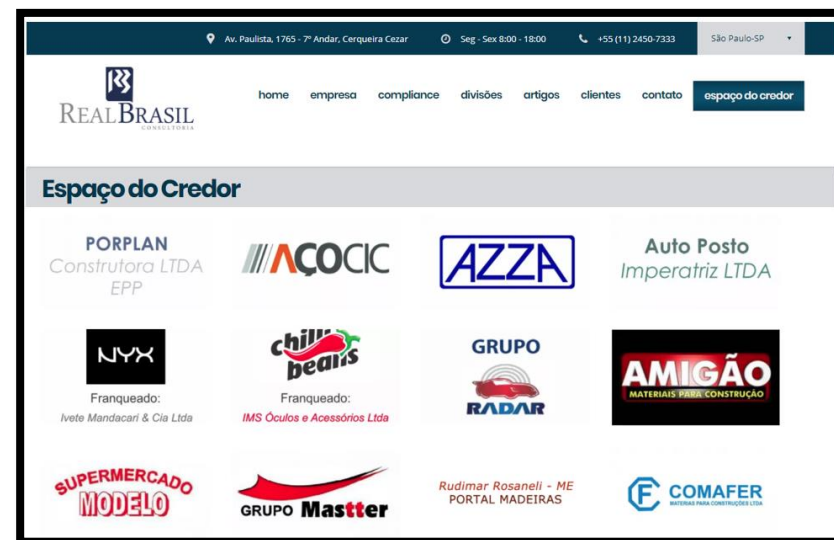 Av. Paulista, 1765 - 7º Andar, Cerqueira Cezar
Seg - Sex 8:00 - 18:00
+55 (11) 2450-7333
São Paulo-SP
REALBRASIL
CONSULTORIA
home
empresa
compliance
divisões
artigos
clientes
contato
espaço do credor
Espaço do Credor
PORPLAN
Construtora LTDA
EPP
AÇOCIC
AZZA
Auto Posto
Imperatriz LTDA
NYX
Franqueado:
Ivete Mandacari & Cia Ltda
chilli
beans
Franqueado:
IMS Óculos e Acessórios Ltda
GRUPO
RADAR
AMIGÃO
MATERIAIS PARA CONSTRUÇÃO
SUPERMERCADO
MODELO
GRUPO Mastter
Rudimar Rosaneli - ME
PORTAL MADEIRAS
COMAFER
MATERIAS PARA CONSTRUÇÕES LTDA